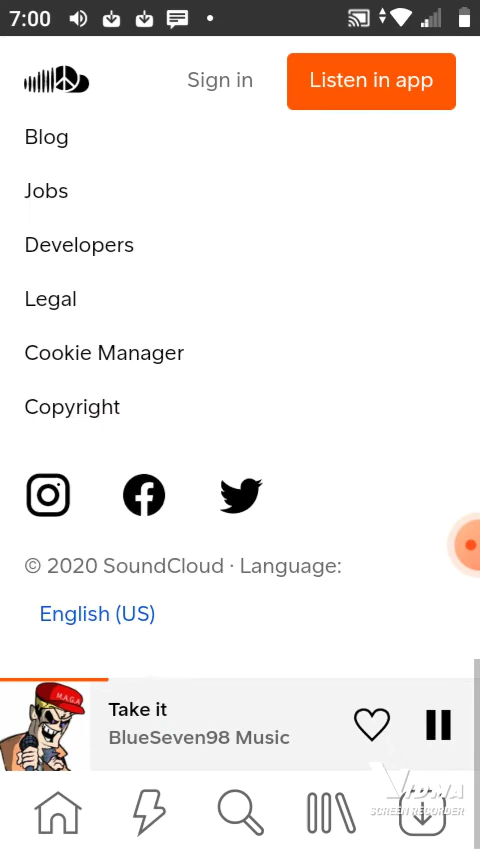 7:00
Sign in
Listen in app
Blog
Jobs
Developers
Legal
Cookie Manager
Copyright
© 2020 SoundCloud · Language:
English (US)
M.A.G.A
Take it
BlueSeven98 Music
VIDMA
SCREEN RECORDER